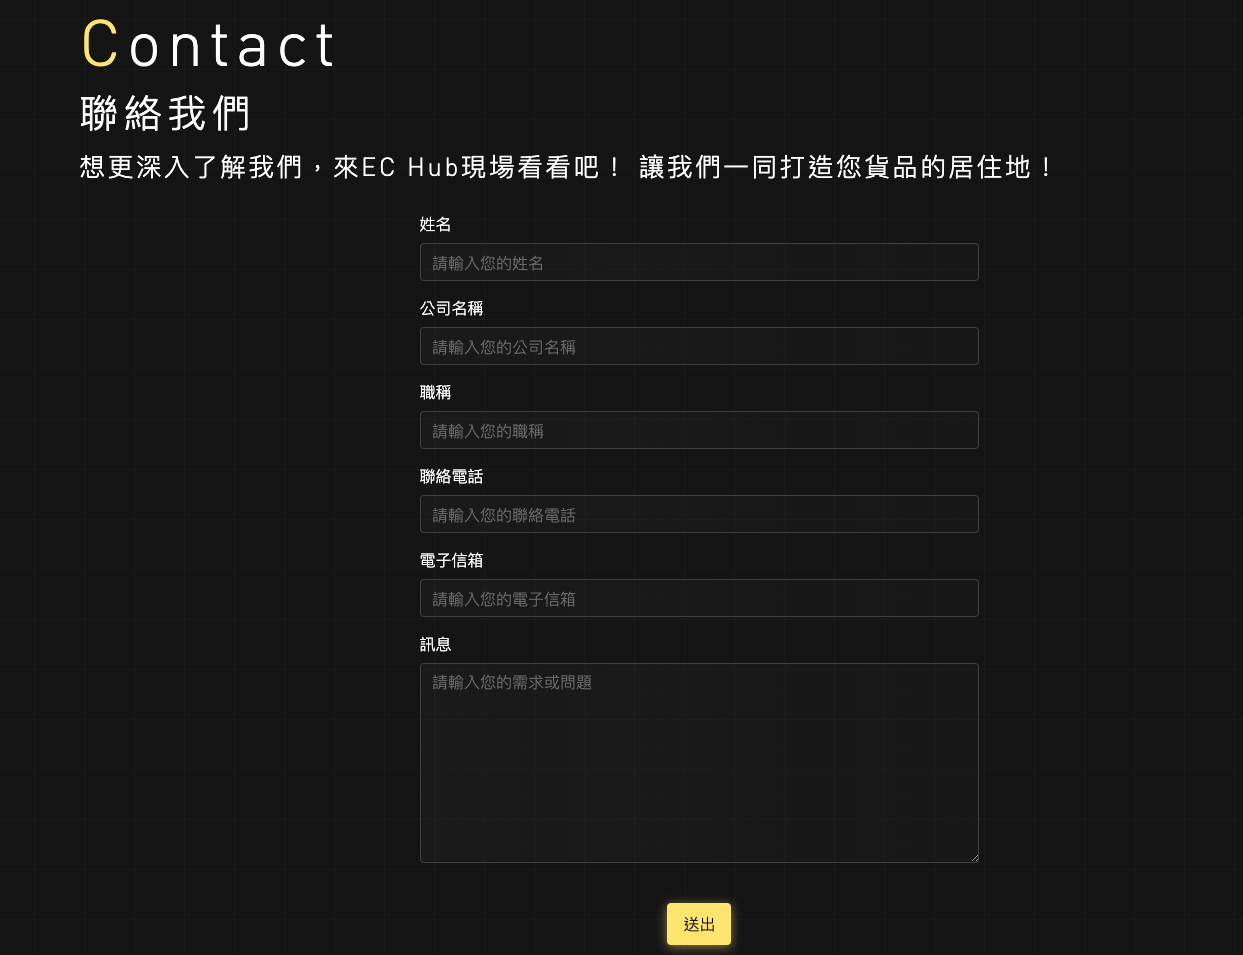 Contact
聯絡我們
想更深入了解我們，來EC Hub現場看看吧！ 讓我們一同打造您貨品的居住地！
姓名
請輸入您的姓名
公司名稱
請輸入您的公司名稱
職稱
請輸入您的職稱
聯絡電話
請輸入您的聯絡電話
電子信箱
請輸入您的電子信箱
訊息
請輸入您的需求或問題
送出